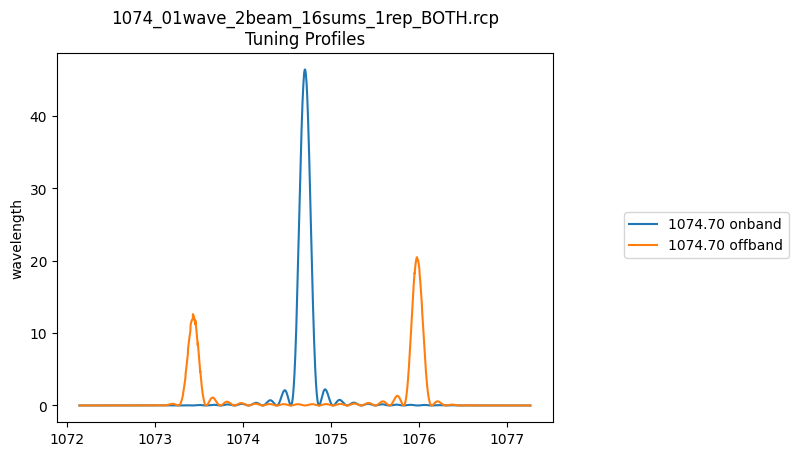 1074_01wave_2beam_16sums_1rep_BOTH.rcp
Tuning Profiles
wavelength
40
30
20
10
0
1072 1073 1074 1075 1076 1077
1074.70 onband
1074.70 offband